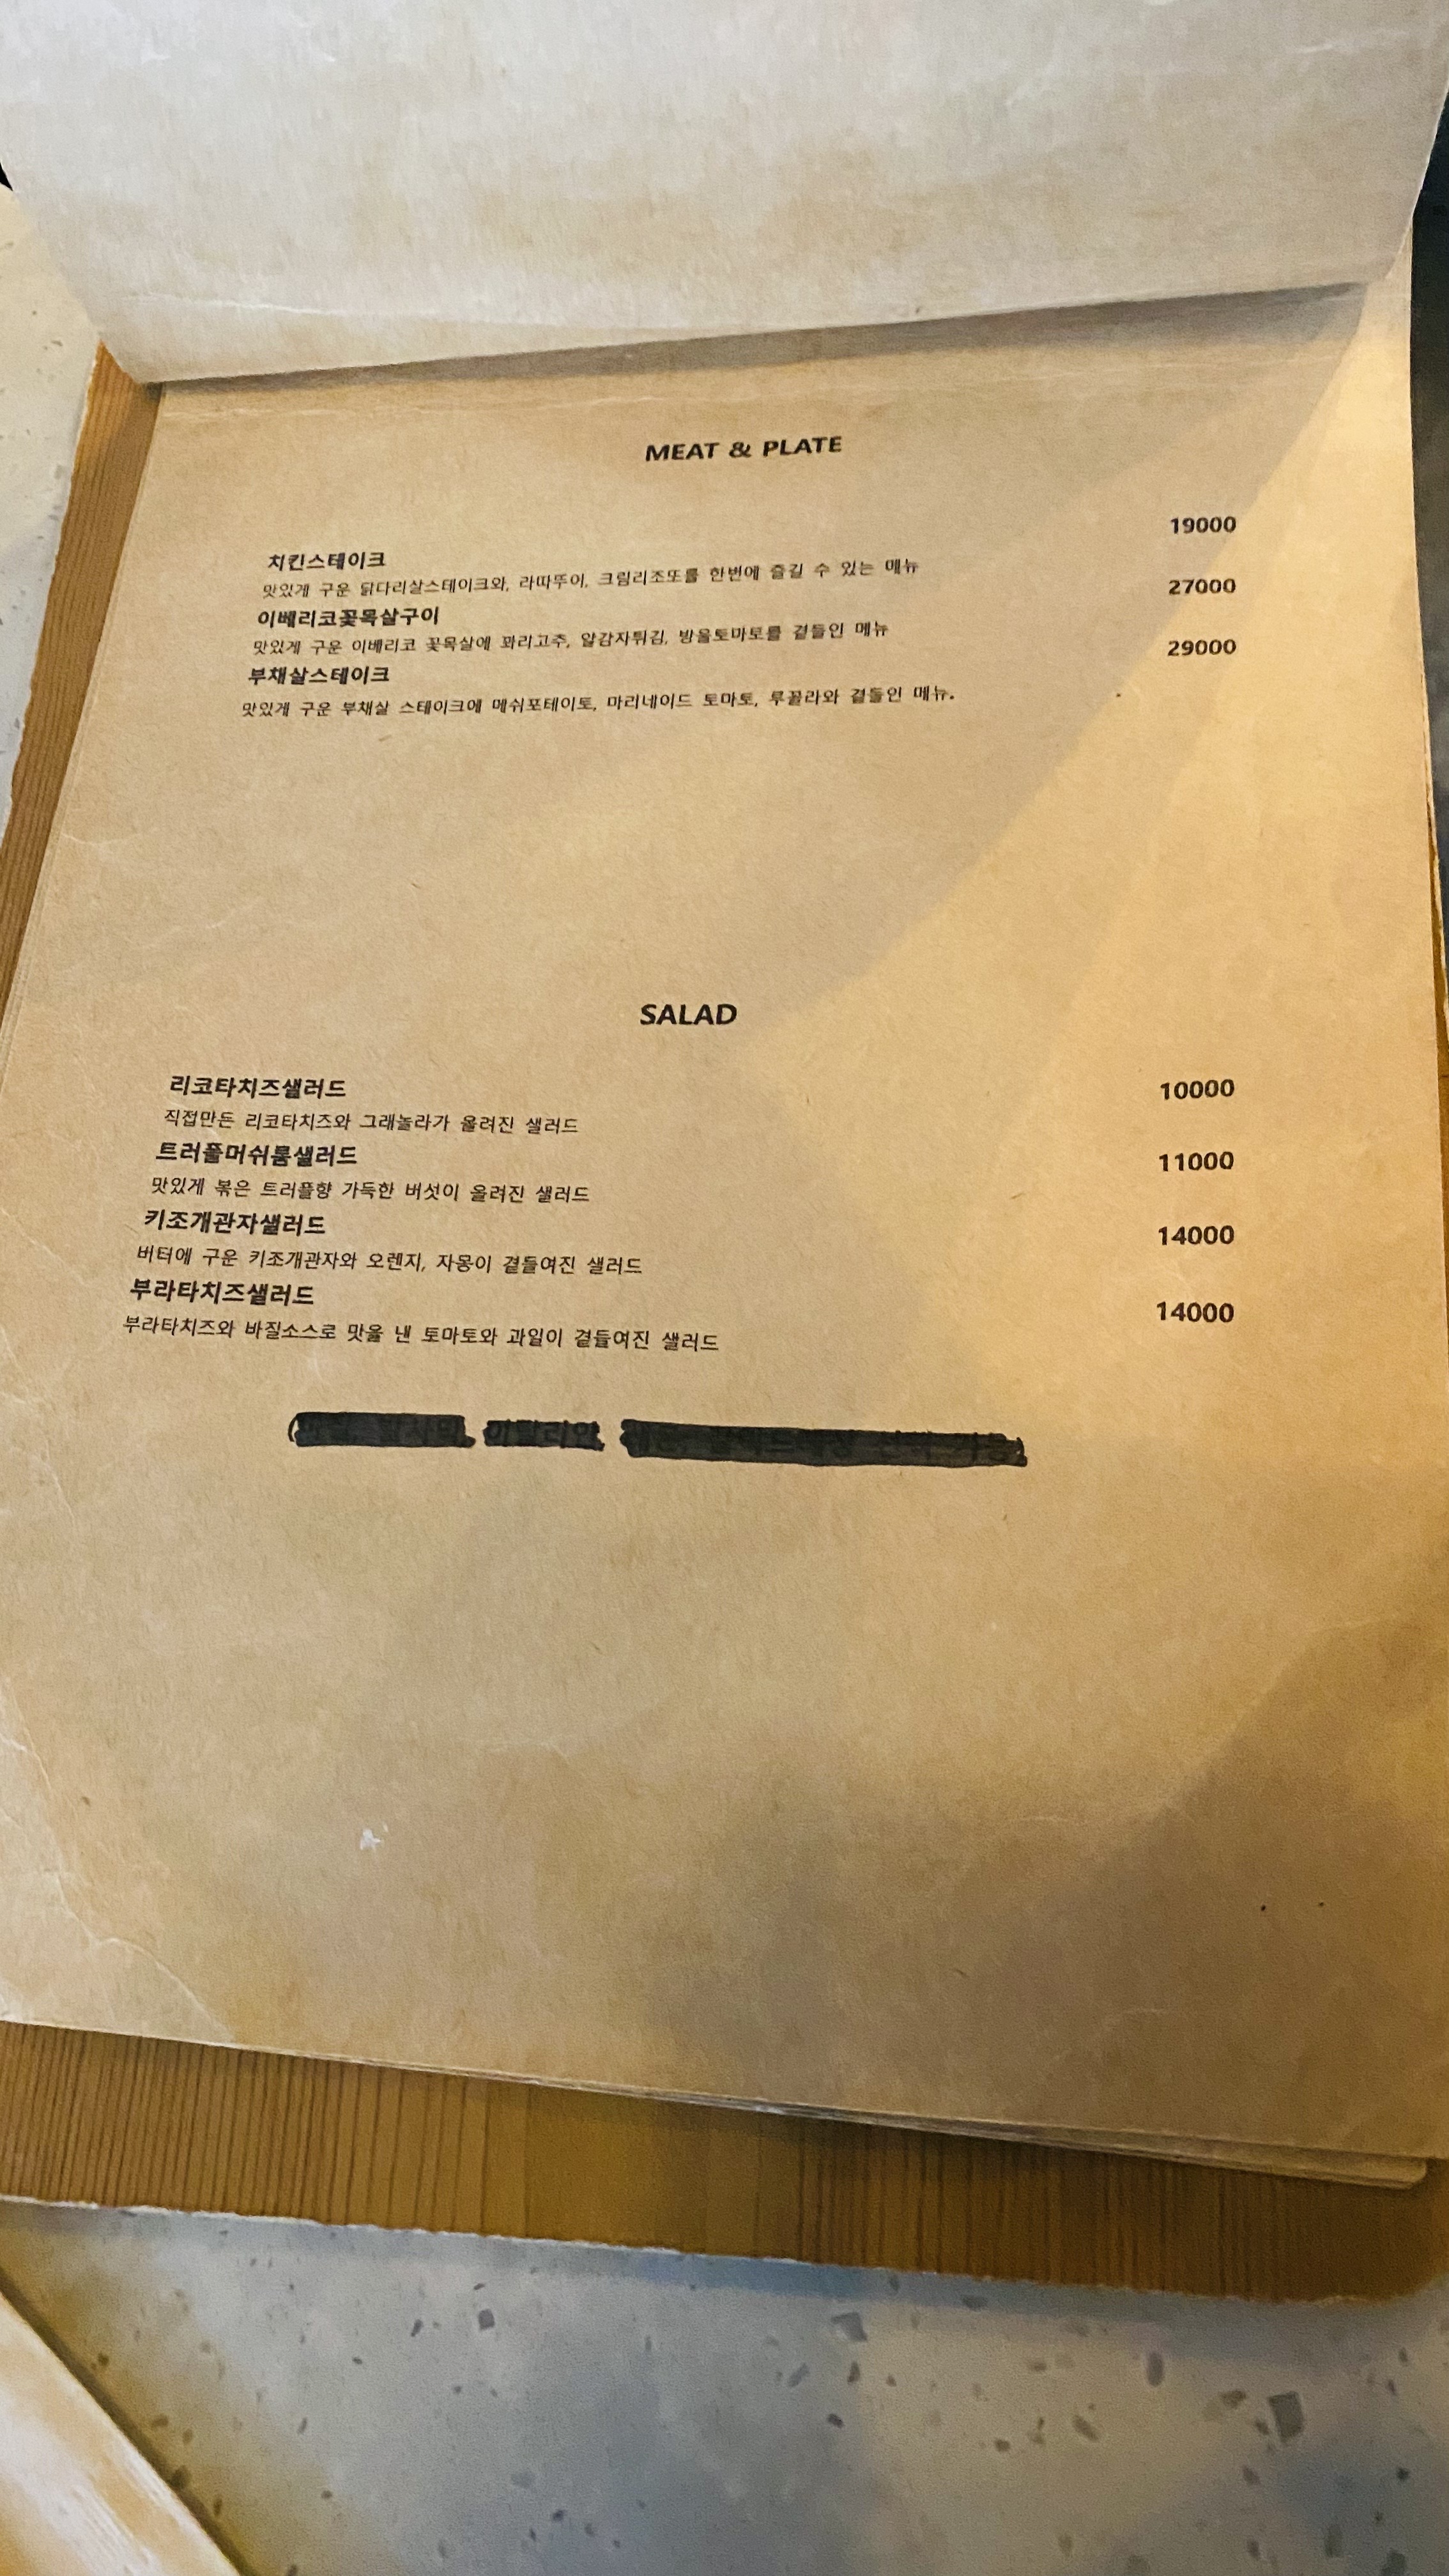 MEAT & PLATE
치킨스테이크 19000
맛있게 구운 닭다리살스테이크와, 라따뚜이, 크림리조또를 한번에 즐길 수 있는 메뉴
이베리코꽃목살구이 27000
맛있게 구운 이베리코 꽃목살에 꽈리고추, 알감자튀김, 방울토마토를 곁들인 메뉴
부채살스테이크 29000
맛있게 구운 부채살 스테이크에 메쉬포테이토, 마리네이드 토마토, 루꼴라와 곁들인 메뉴.
SALAD
리코타치즈샐러드 10000
직접만든 리코타치즈와 그래놀라가 올려진 샐러드
트러플머쉬룸샐러드 11000
맛있게 볶은 트러플향 가득한 버섯이 올려진 샐러드
키조개관자샐러드 14000
버터에 구운 키조개관자와 오렌지, 자몽이 곁들여진 샐러드
부라타치즈샐러드 14000
부라타치즈와 바질소스로 맛을 낸 토마토와 과일이 곁들여진 샐러드